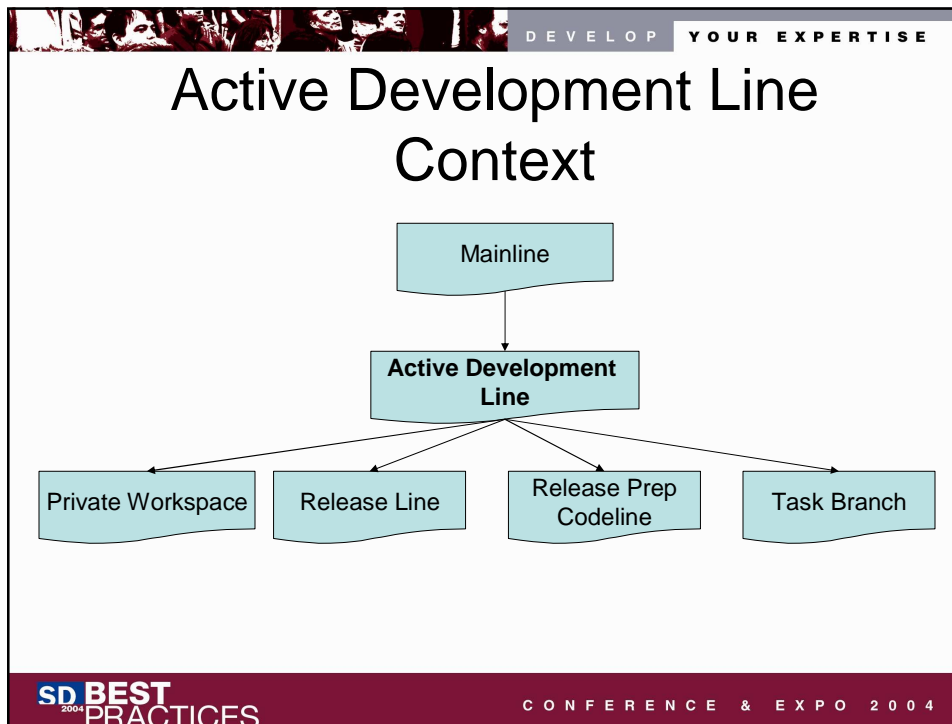 DEVELOP YOUR EXPERTISE
Active Development Line
Context
Mainline
Active Development
Line
Private Workspace
Release Line
Release Prep
Codeline
Task Branch
SD 2004 BEST
PRACTICES
CONFERENCE & EXPO 2004